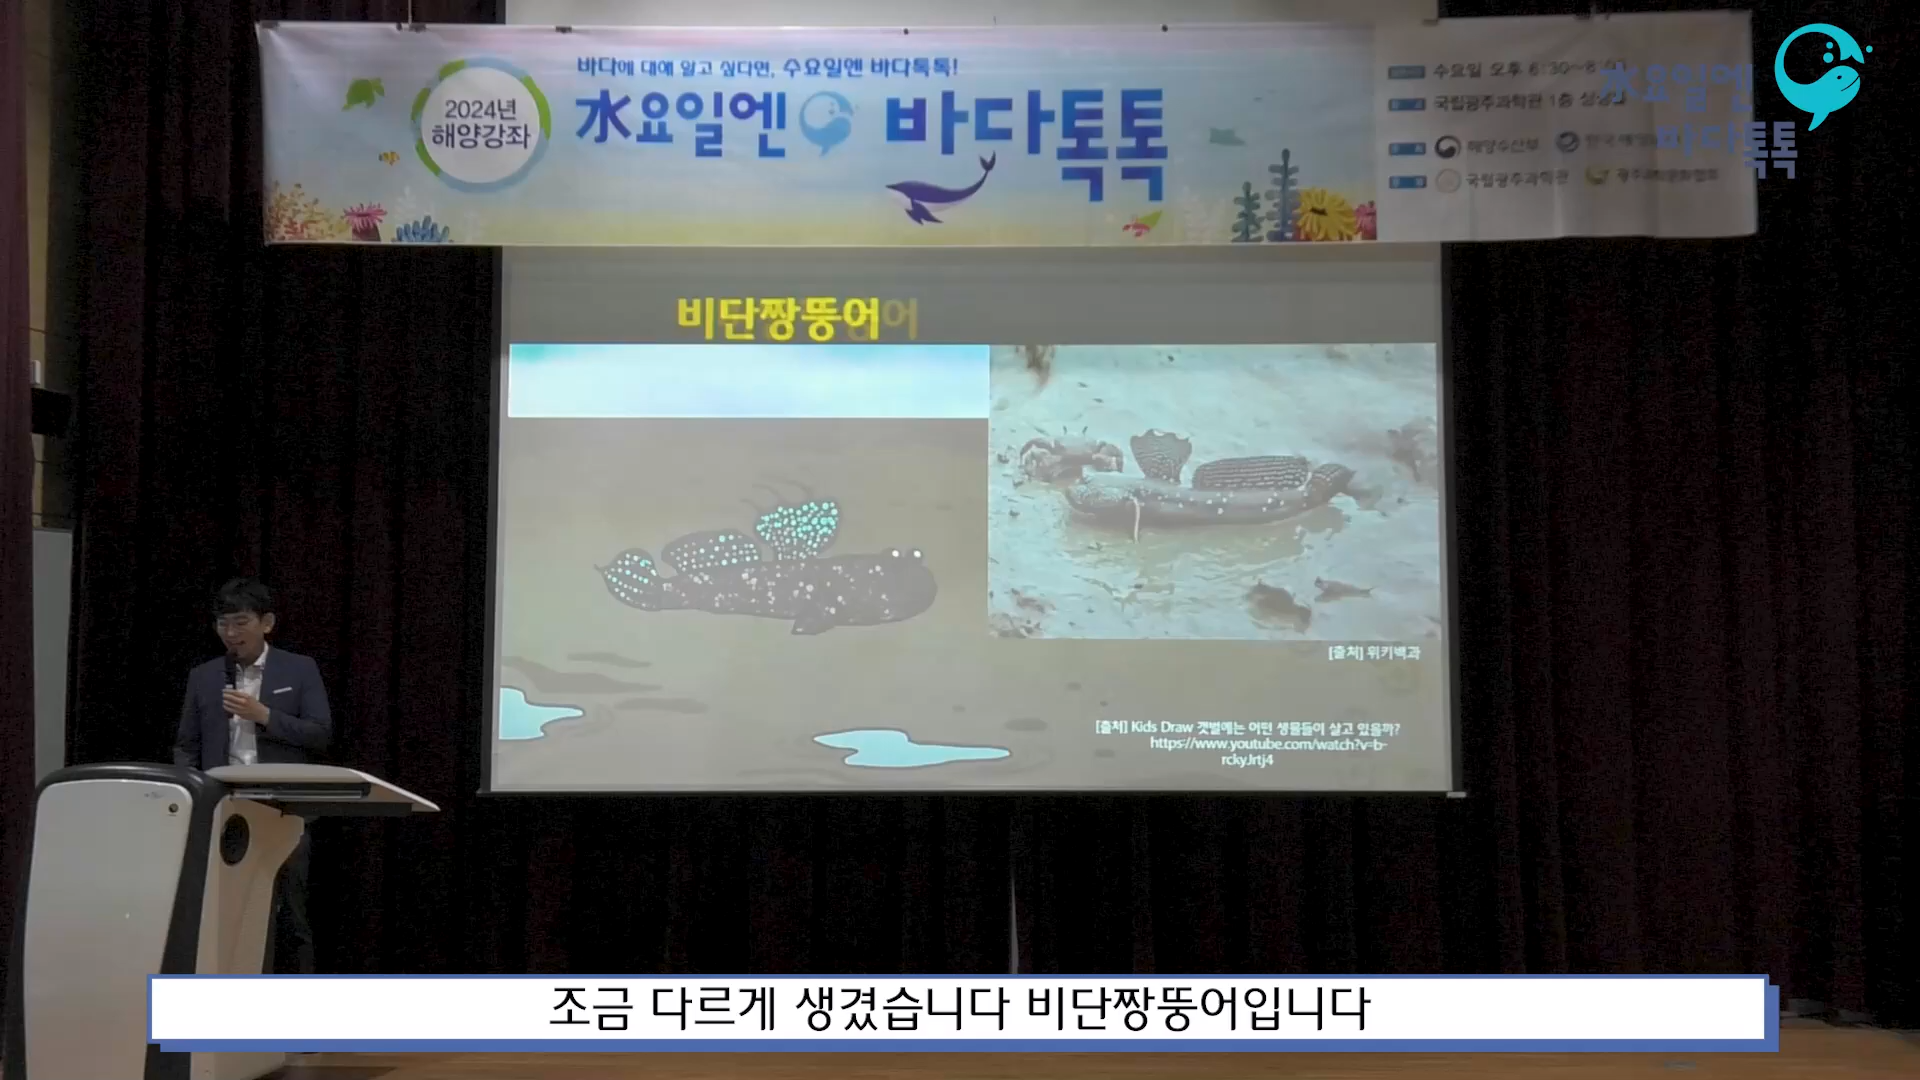 바다에 대해 알고 싶다면, 수요일엔 바다톡톡!
2024년
해양강좌
水요일엔 바다톡톡
수요일 오후 6:30~8:00
국립광주과학관 1층
해양수산부
국립광주과학관
水요일엔
바다톡톡
비단짱뚱어
[출처] 위키백과
[출처] Kids Draw 갯벌에는 어떤 생물들이 살고 있을까?
https://www.youtube.com/watch?v=b-
rckyJrtj4
조금 다르게 생겼습니다 비단짱뚱어입니다